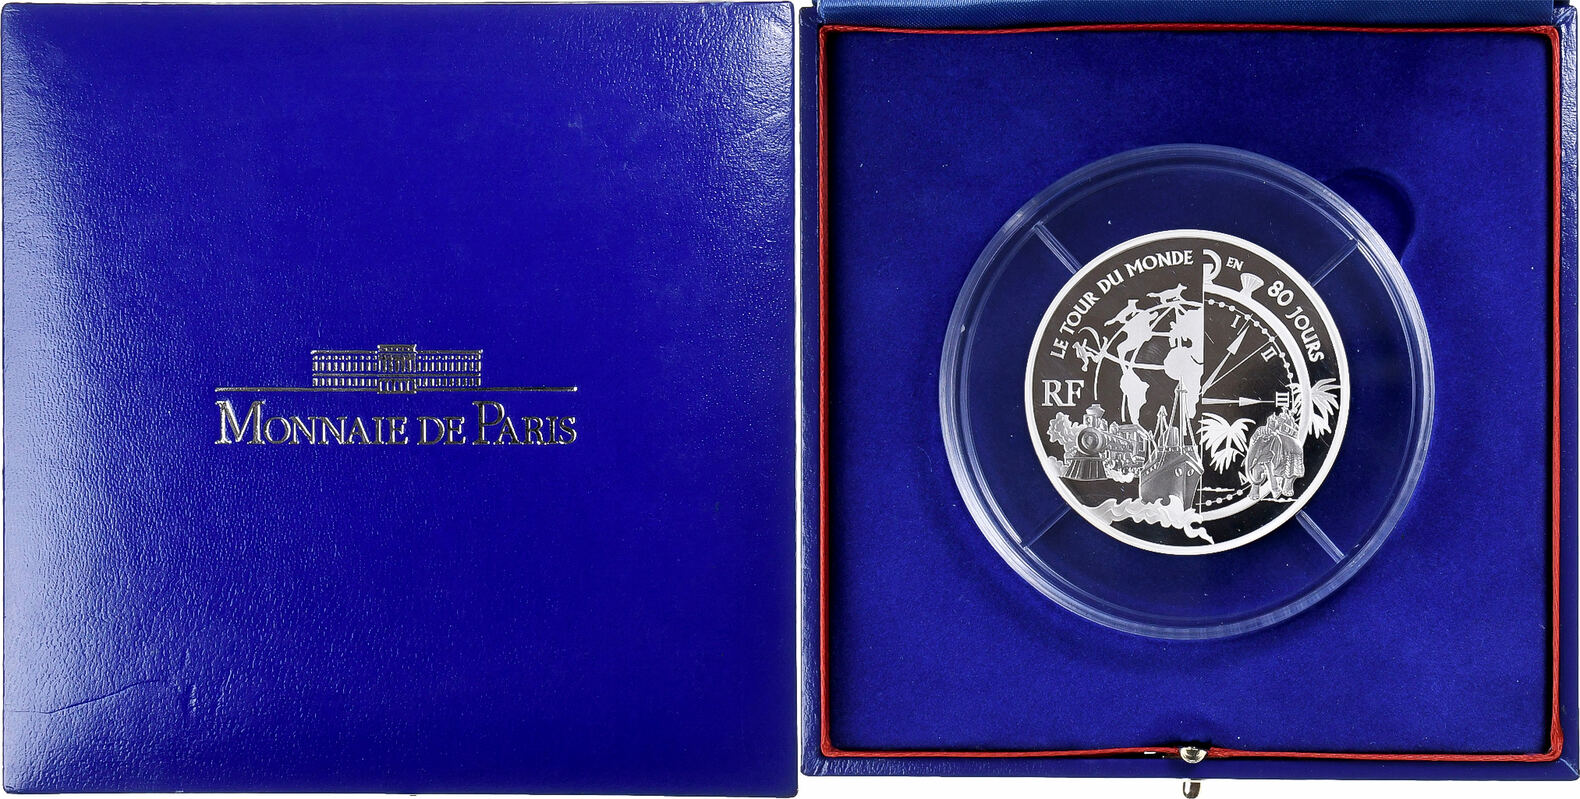 MONNAIE DE PARIS
LE TOUR DU MONDE EN 80 JOURS
RF
I
II
III